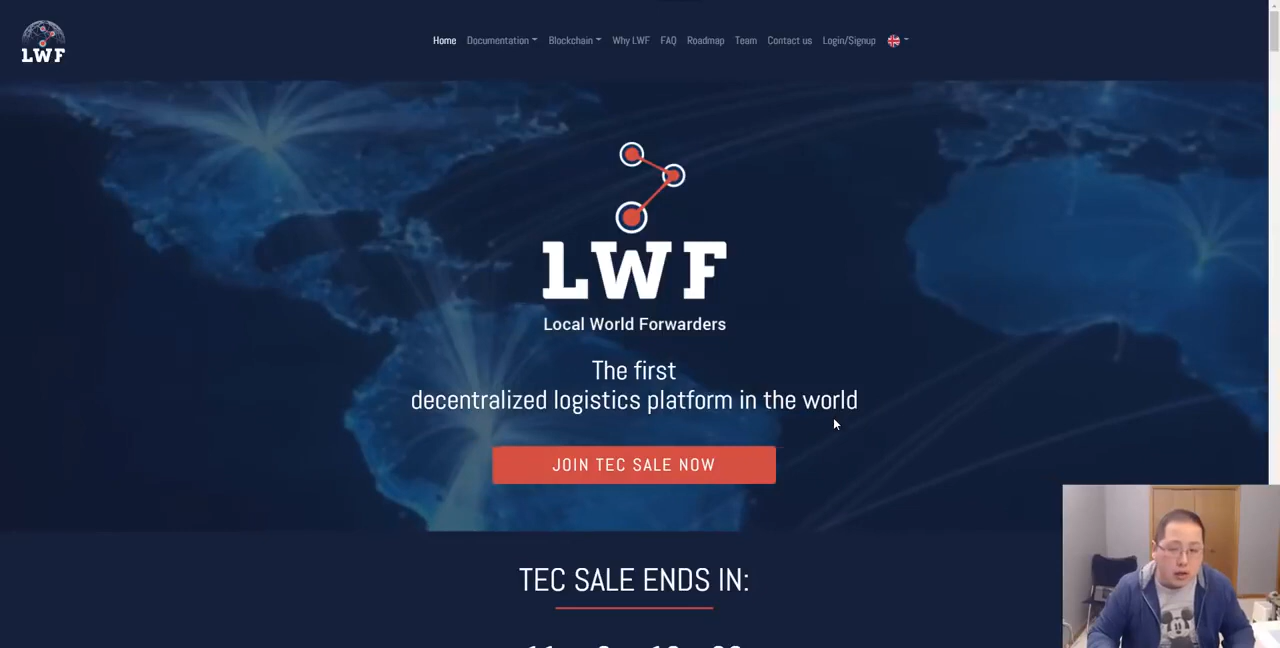 LWF
Home Documentation Blockchain Why LWF FAQ Roadmap Team Contact us Login/Signup
LWF
Local World Forwarders
The first
decentralized logistics platform in the world
JOIN TEC SALE NOW
TEC SALE ENDS IN: